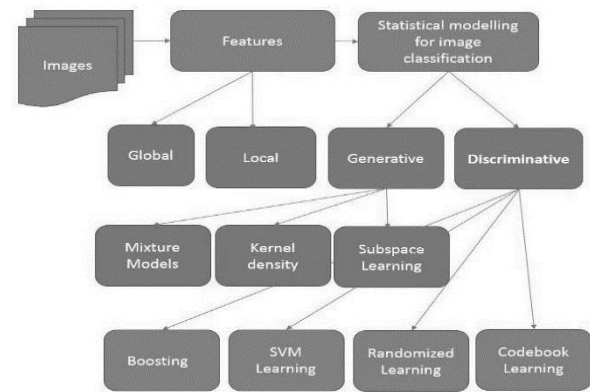 Images
Features
Statistical modelling
for image
classification
Global
Local
Generative
Discriminative
Mixture
Models
Kernel
density
Subspace
Learning
Boosting
SVM
Learning
Randomized
Learning
Codebook
Learning